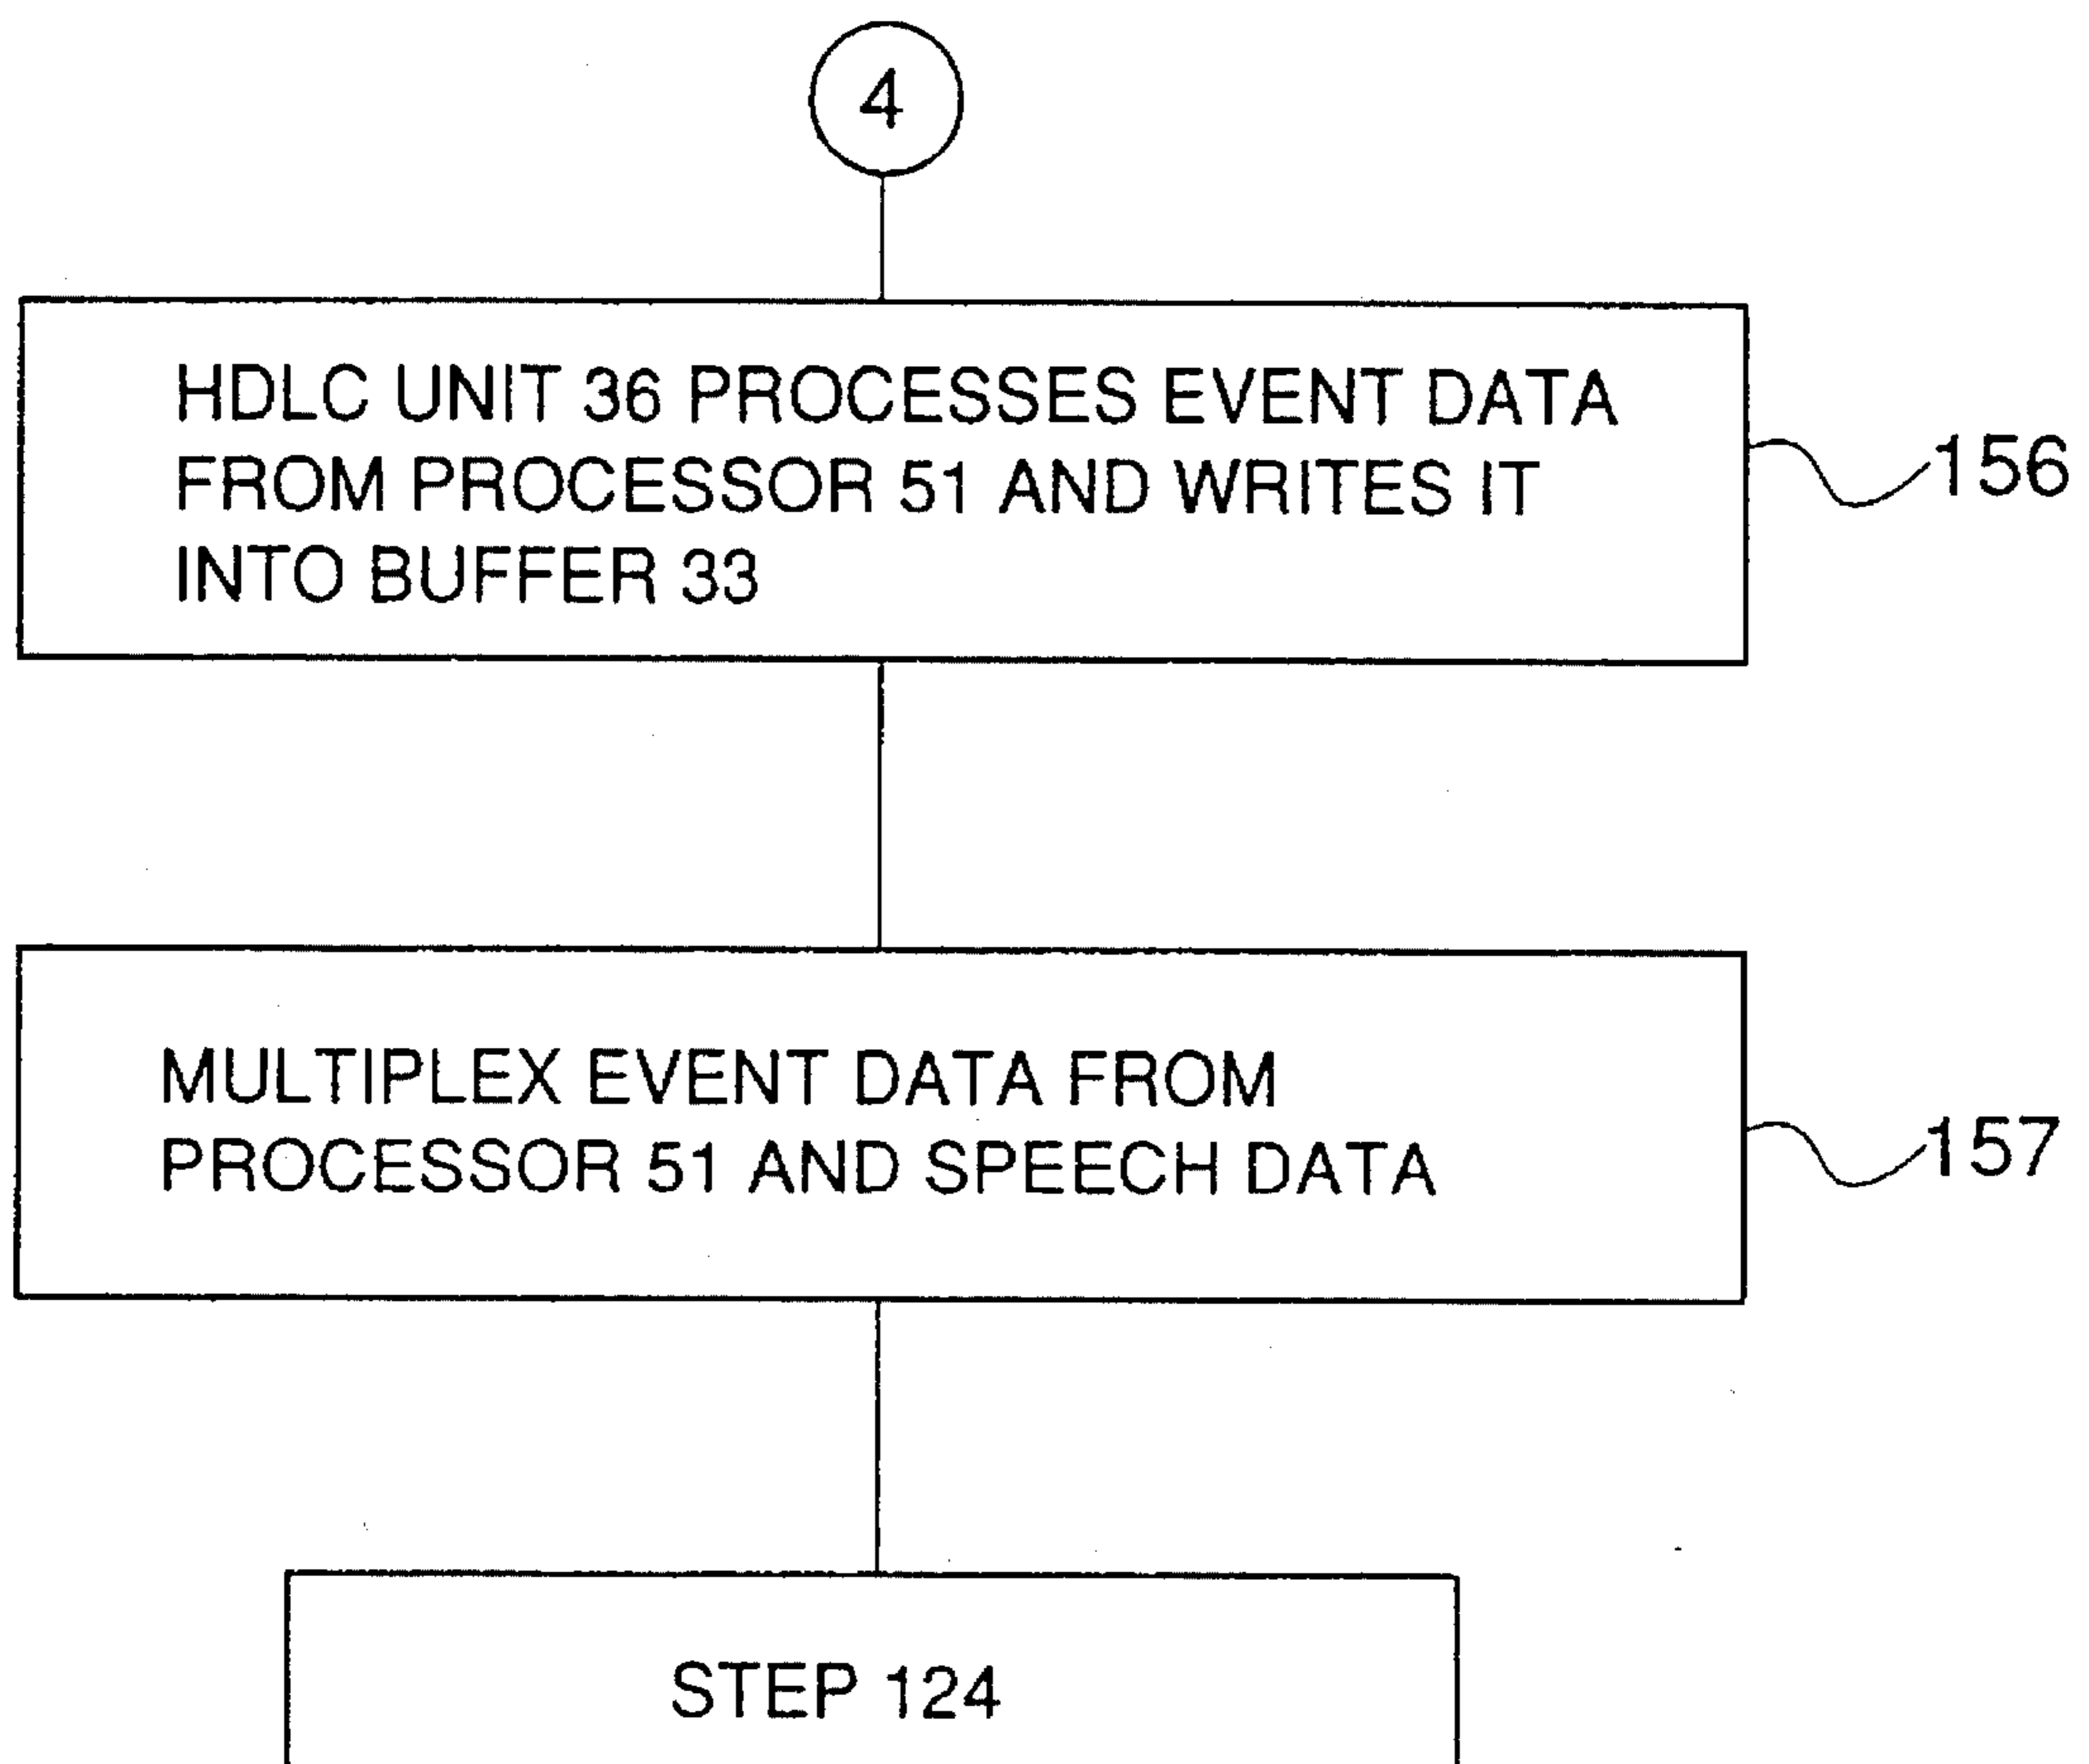 4
HDLC UNIT 36 PROCESSES EVENT DATA
FROM PROCESSOR 51 AND WRITES IT
INTO BUFFER 33
156
MULTIPLEX EVENT DATA FROM
PROCESSOR 51 AND SPEECH DATA
157
STEP 124